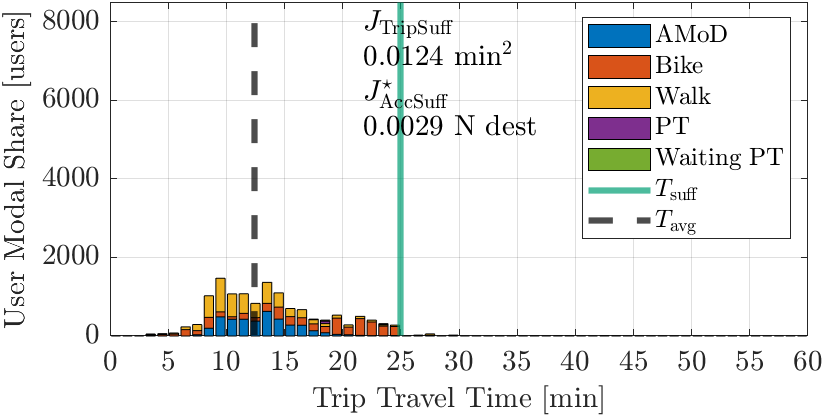 User Modal Share [users]
8000
6000
4000
2000
0
J_TripSuff
0.0124 min²
J⋆_AccSuff
0.0029 N dest
AMoD
Bike
Walk
PT
Waiting PT
T_suff
T_avg
0 5 10 15 20 25 30 35 40 45 50 55 60
Trip Travel Time [min]